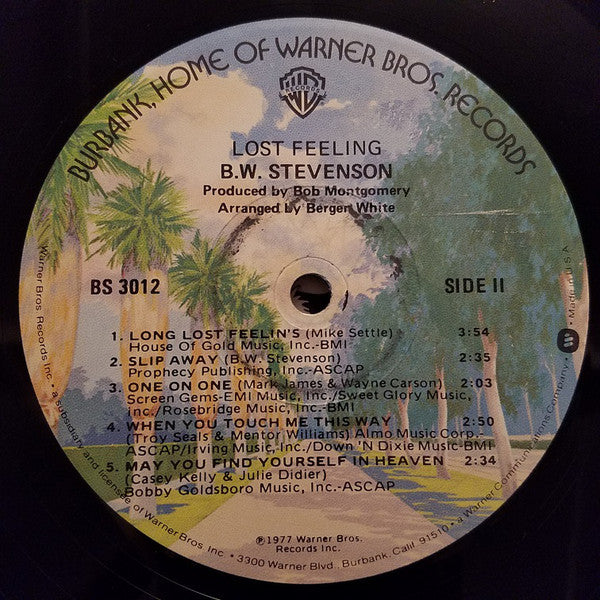 BURBANK, HOME OF WARNER BROS. RECORDS
RECORDS
LOST FEELING
B.W. STEVENSON
Produced by Bob Montgomery
Arranged by Bergen White
BS 3012
SIDE II
1. LONG LOST FEELIN'S (Mike Settle) 3:54
House Of Gold Music, Inc.-BMI
2. SLIP AWAY (B.W. Stevenson) 2:35
Prophecy Publishing, Inc.-ASCAP
3. ONE ON ONE (Mark James & Wayne Carson) 2:03
Screen Gems-EMI Music, Inc./Sweet Glory Music,
Inc./Rosebridge Music, Inc.-BMI
4. WHEN YOU TOUCH ME THIS WAY 2:50
(Troy Seals & Mentor Williams) Almo Music Corp.-
ASCAP/Irving Music, Inc./Down 'N Dixie Music-BMI
5. MAY YOU FIND YOURSELF IN HEAVEN 2:34
(Casey Kelly & Julie Didier)
Bobby Goldsboro Music, Inc.-ASCAP
℗1977 Warner Bros.
Records Inc.
Warner Bros. Records Inc. • a subsidiary and licensee of Warner Bros. Inc. • 3300 Warner Blvd., Burbank, Calif. 91510 • a Warner Communications Company • Made in U.S.A.